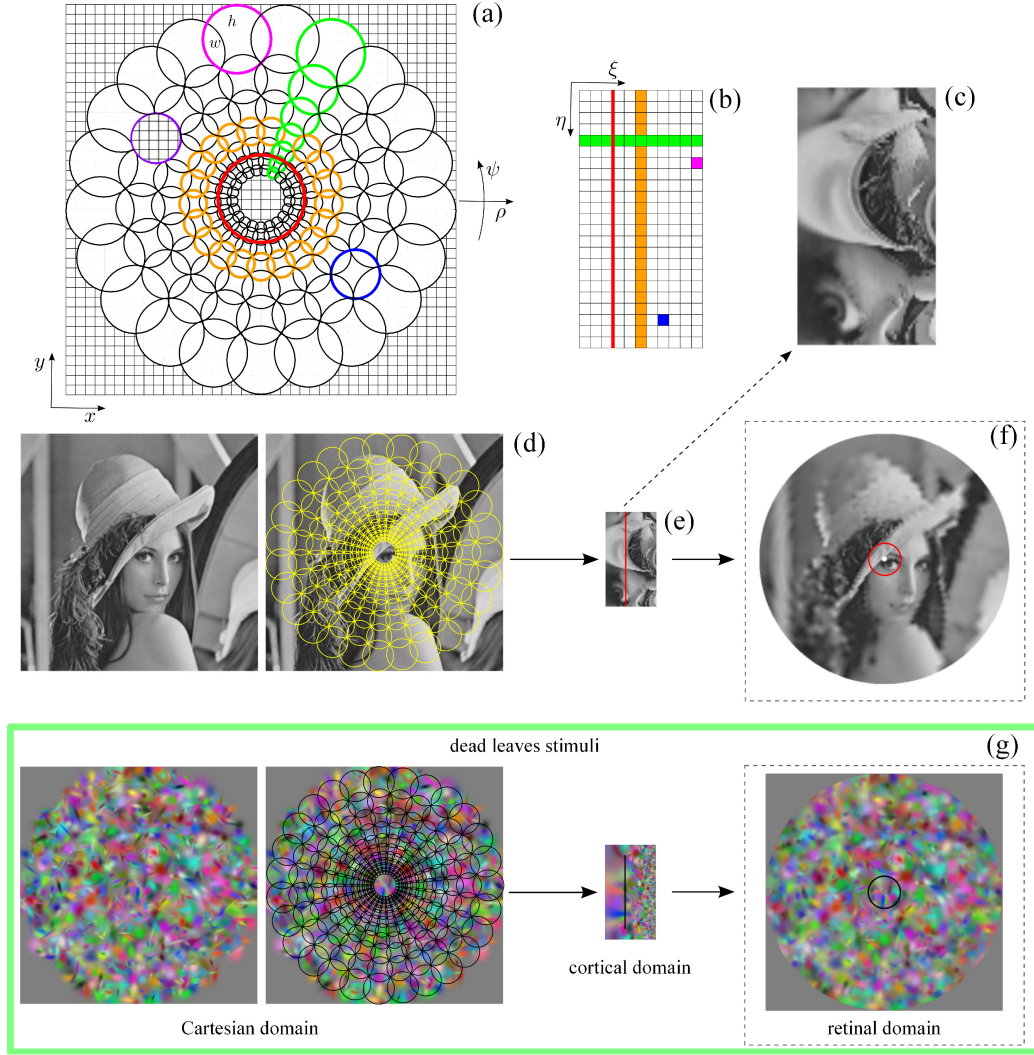 (a)
h
w
ψ
ρ
y
x
ξ
η
(b)
(c)
(d)
(e)
(f)
dead leaves stimuli
(g)
cortical domain
Cartesian domain
retinal domain